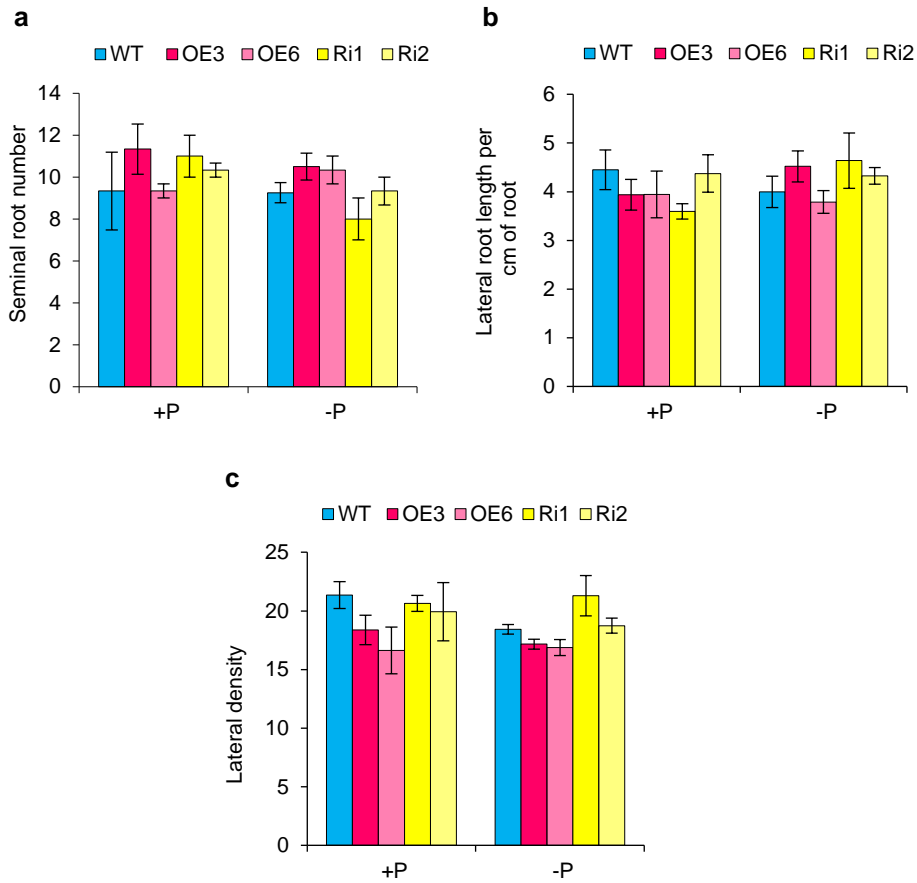 a
WT OE3 OE6 Ri1 Ri2
14
12
10
8
6
4
2
0
Seminal root number
+P -P
b
WT OE3 OE6 Ri1 Ri2
6
5
4
3
2
1
0
Lateral root length per
cm of root
+P -P
c
WT OE3 OE6 Ri1 Ri2
25
20
15
10
5
0
Lateral density
+P -P